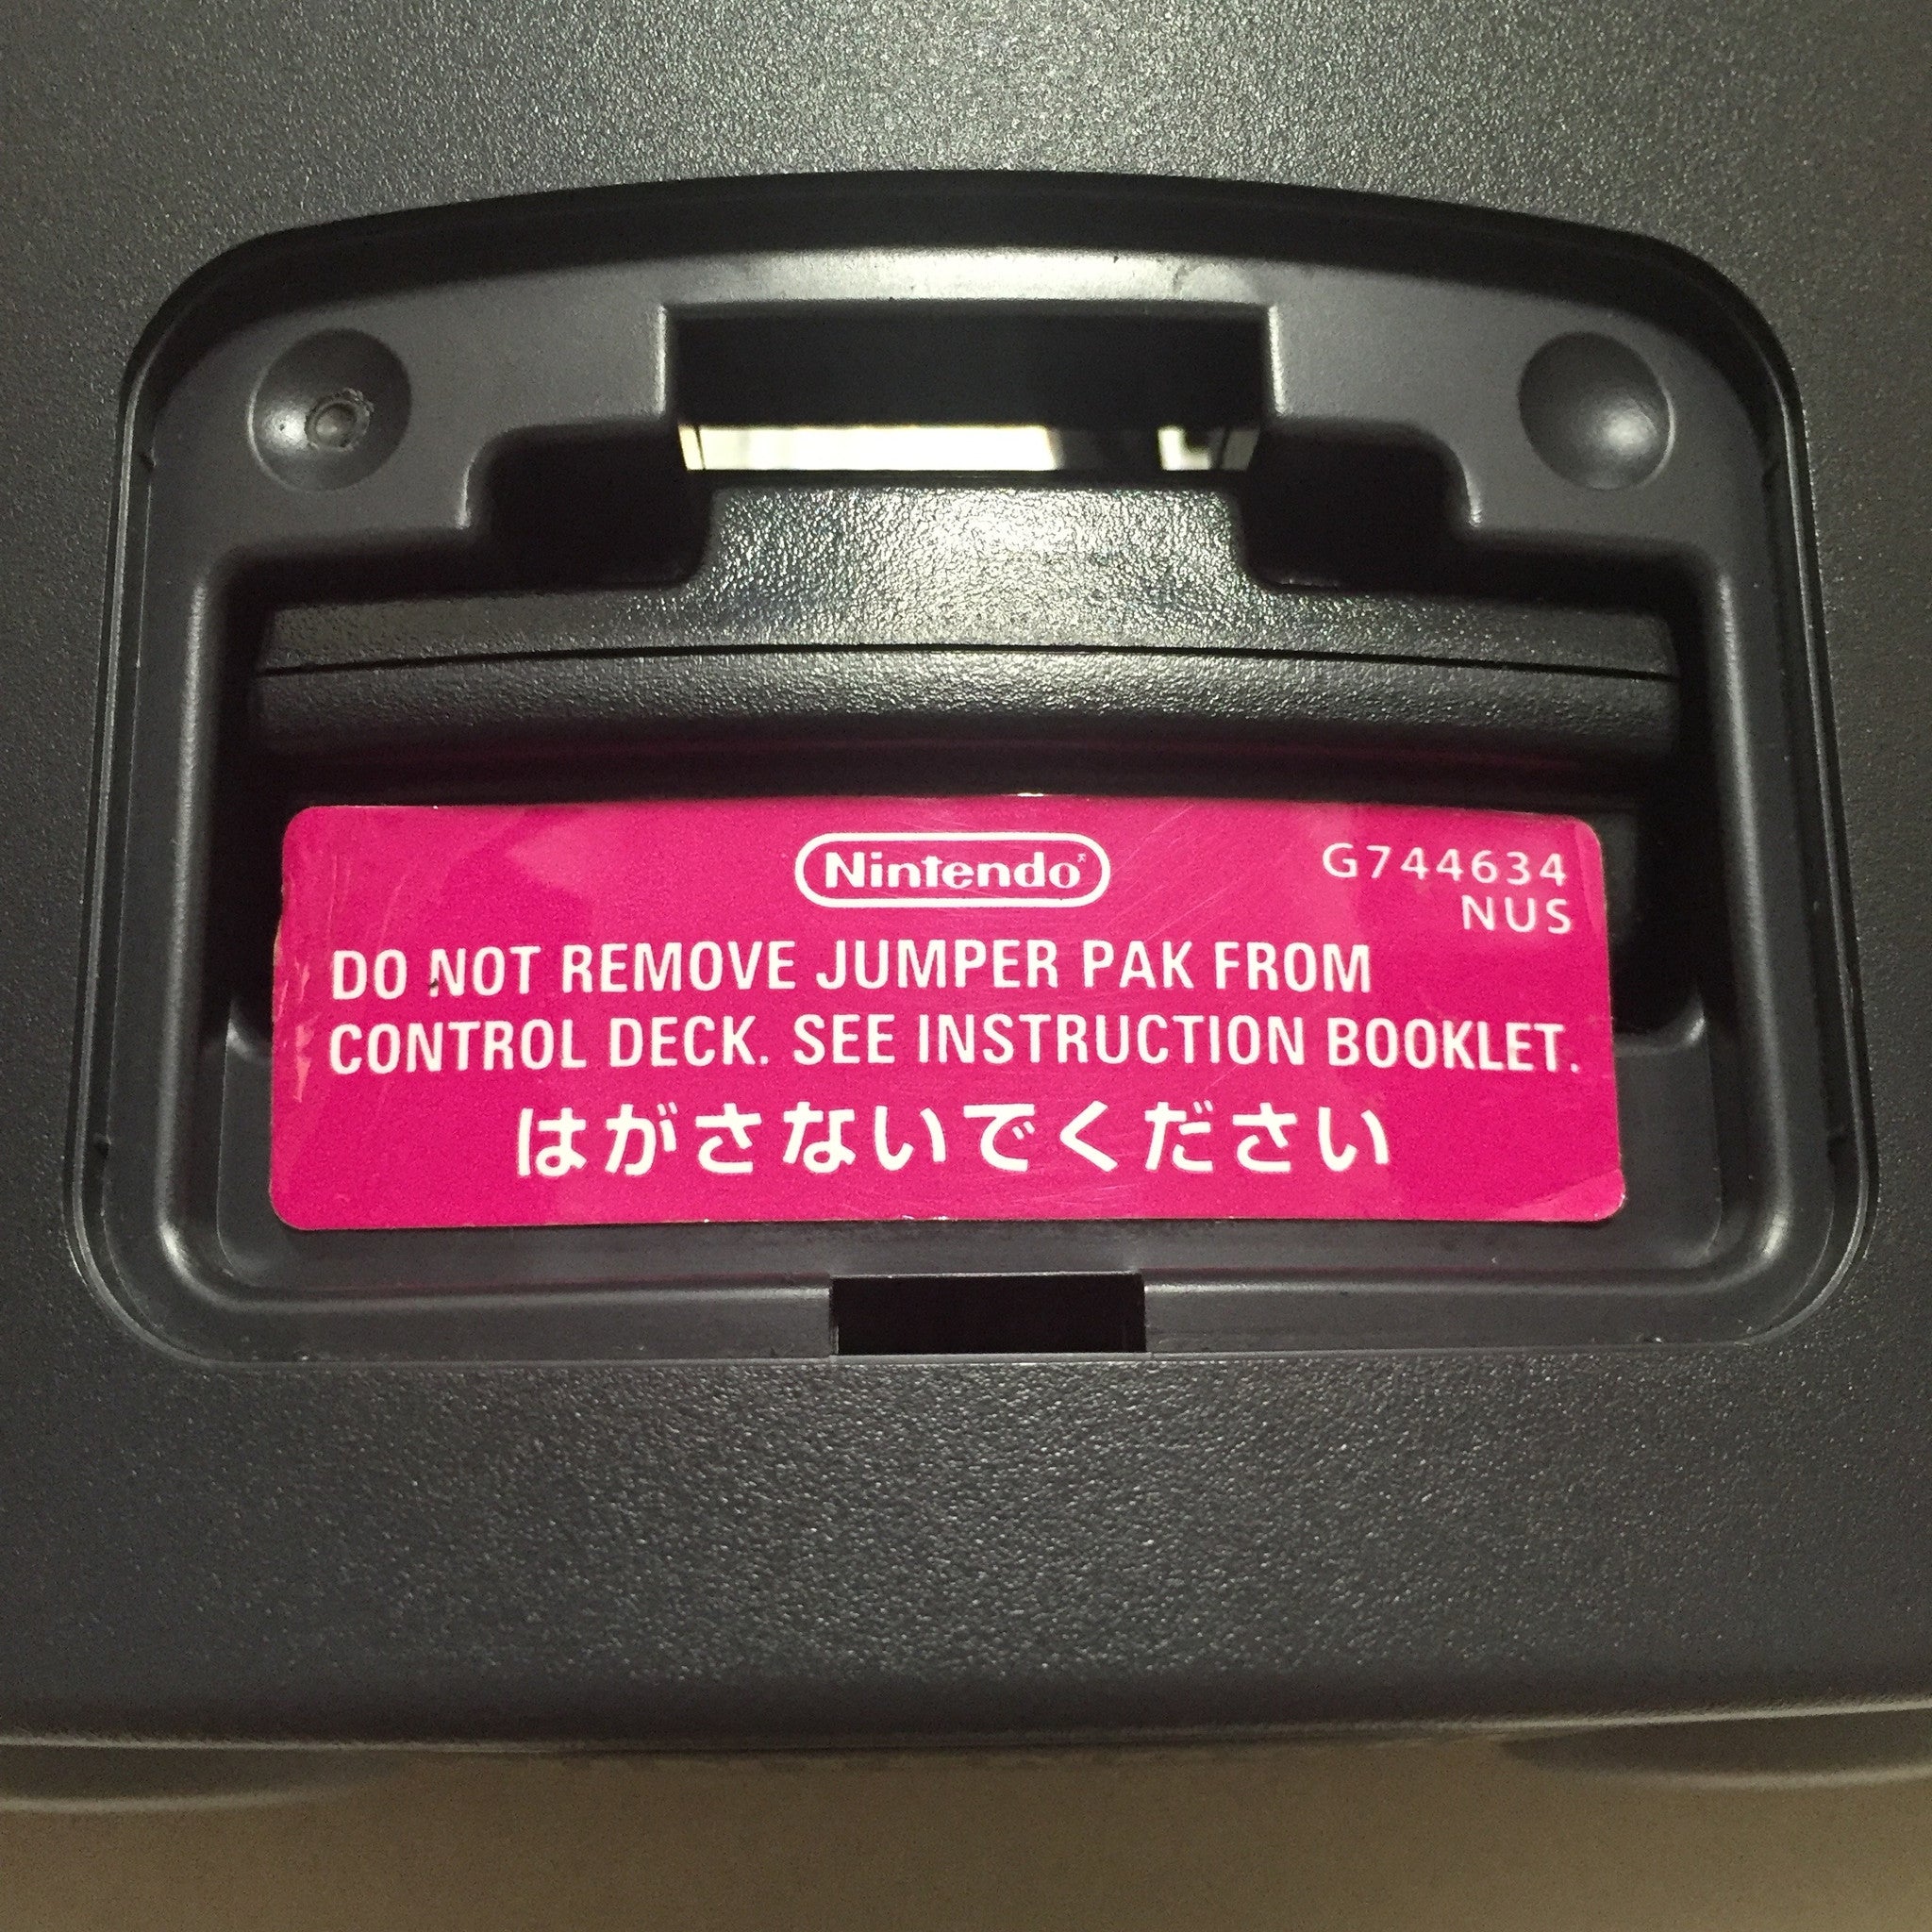 Nintendo
G744634
NUS
DO NOT REMOVE JUMPER PAK FROM
CONTROL DECK. SEE INSTRUCTION BOOKLET.
はがさないでください